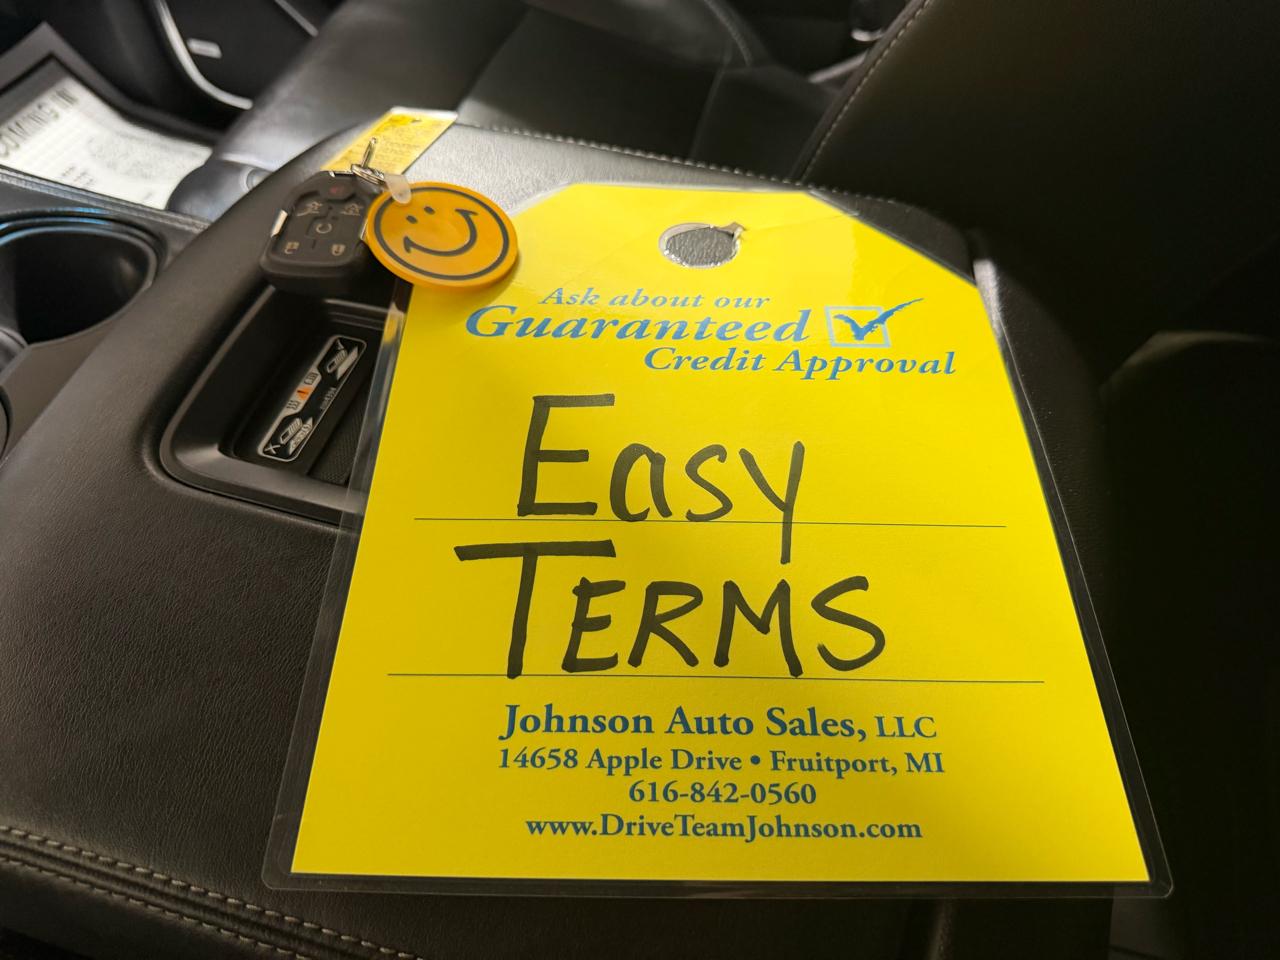 Ask about our
Guaranteed
Credit Approval
Easy
TERMS
Johnson Auto Sales, LLC
14658 Apple Drive • Fruitport, MI
616-842-0560
www.DriveTeamJohnson.com